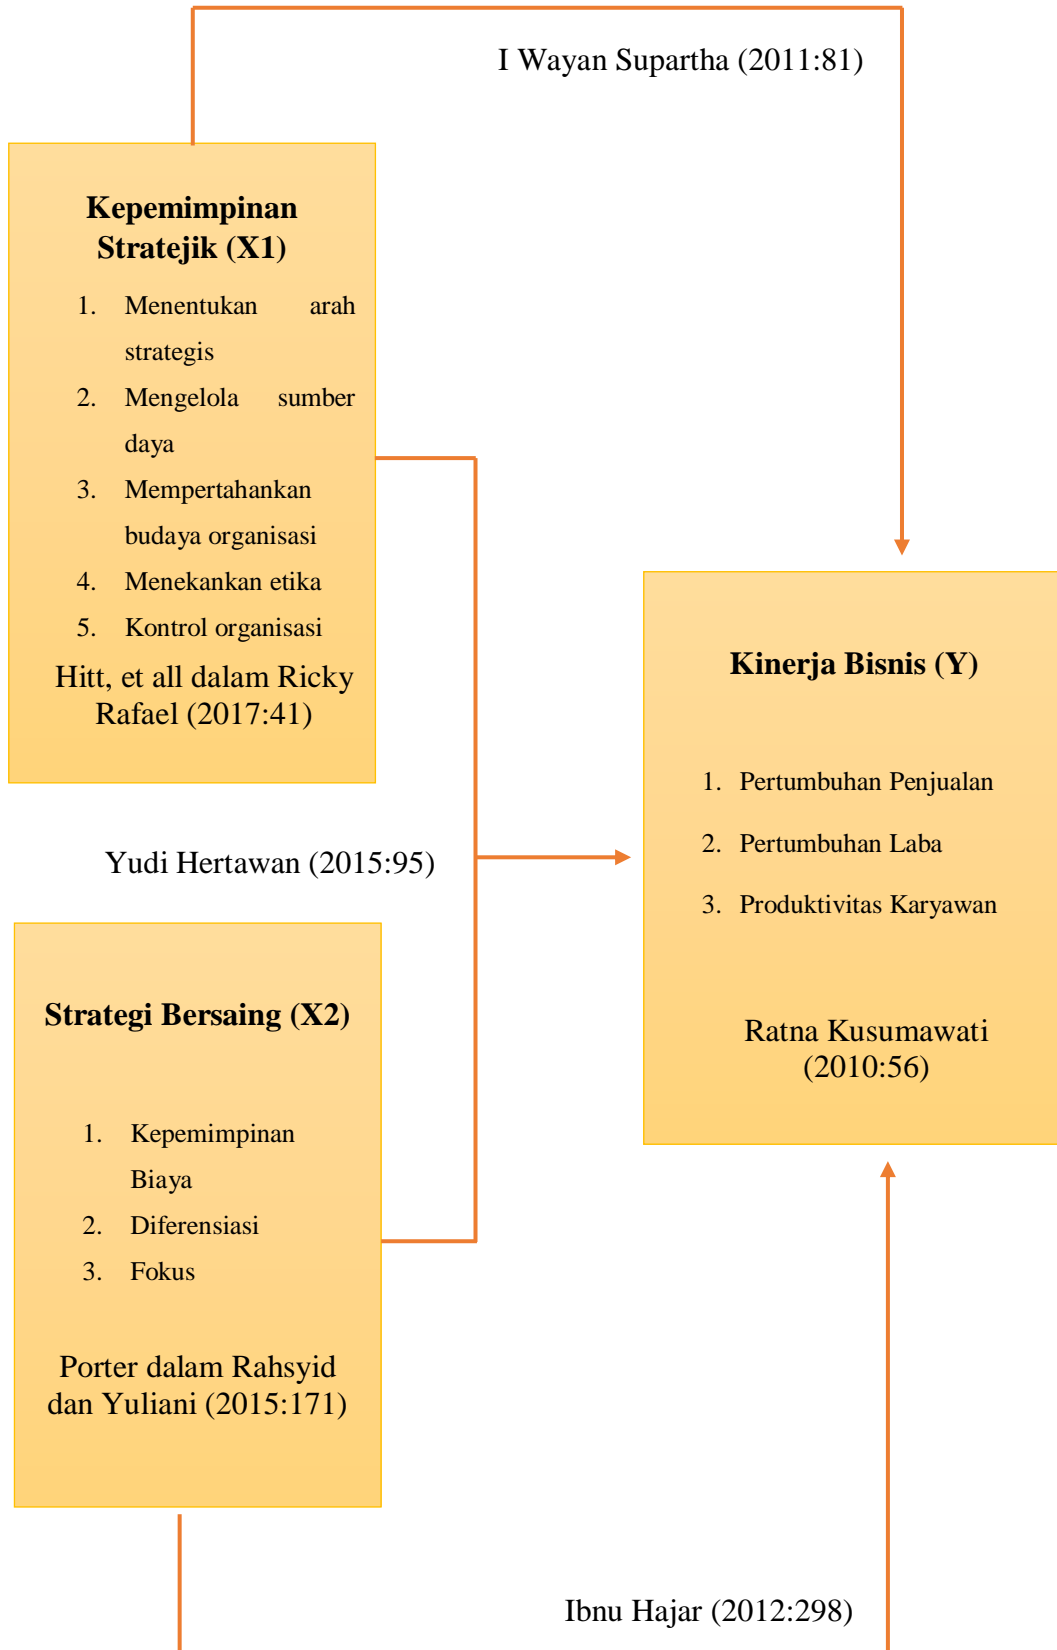 I Wayan Supartha (2011:81)
Kepemimpinan
Stratejik (X1)
1. Menentukan arah
strategis
2. Mengelola sumber
daya
3. Mempertahankan
budaya organisasi
4. Menekankan etika
5. Kontrol organisasi
Hitt, et all dalam Ricky
Rafael (2017:41)
Kinerja Bisnis (Y)
1. Pertumbuhan Penjualan
2. Pertumbuhan Laba
3. Produktivitas Karyawan
Ratna Kusumawati
(2010:56)
Yudi Hertawan (2015:95)
Strategi Bersaing (X2)
1. Kepemimpinan
Biaya
2. Diferensiasi
3. Fokus
Porter dalam Rahsyid
dan Yuliani (2015:171)
Ibnu Hajar (2012:298)